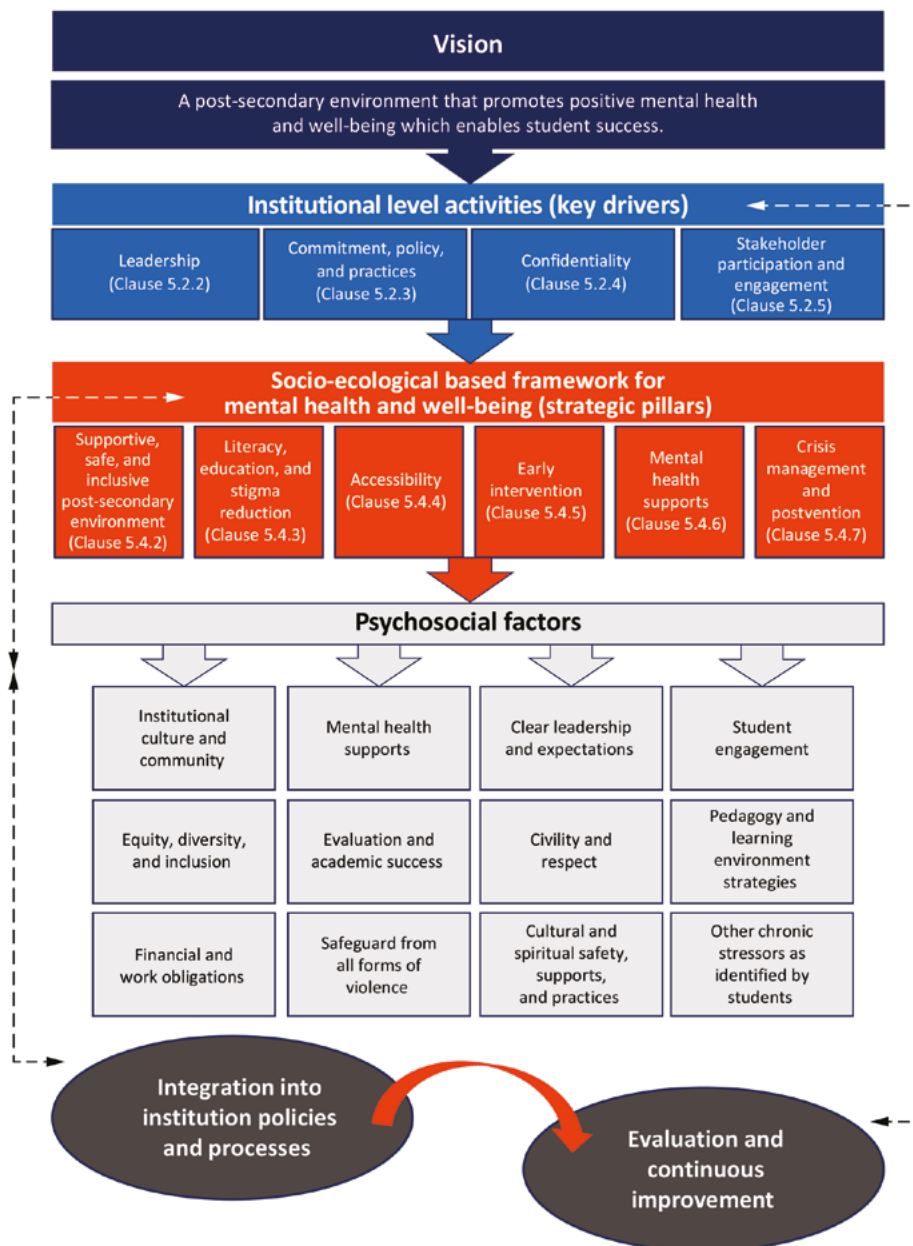 Vision
A post-secondary environment that promotes positive mental health
and well-being which enables student success.
Institutional level activities (key drivers)
Leadership
(Clause 5.2.2)
Commitment, policy,
and practices
(Clause 5.2.3)
Confidentiality
(Clause 5.2.4)
Stakeholder
participation and
engagement
(Clause 5.2.5)
Socio-ecological based framework for
mental health and well-being (strategic pillars)
Supportive,
safe, and
inclusive
post-secondary
environment
(Clause 5.4.2)
Literacy,
education, and
stigma
reduction
(Clause 5.4.3)
Accessibility
(Clause 5.4.4)
Early
intervention
(Clause 5.4.5)
Mental
health
supports
(Clause 5.4.6)
Crisis
management
and
postvention
(Clause 5.4.7)
Psychosocial factors
Institutional
culture and
community
Mental health
supports
Clear leadership
and expectations
Student
engagement
Equity, diversity,
and inclusion
Evaluation and
academic success
Civility and
respect
Pedagogy and
learning
environment
strategies
Financial and
work obligations
Safeguard from
all forms of
violence
Cultural and
spiritual safety,
supports,
and practices
Other chronic
stressors as
identified by
students
Integration into
institution policies
and processes
Evaluation and
continuous
improvement